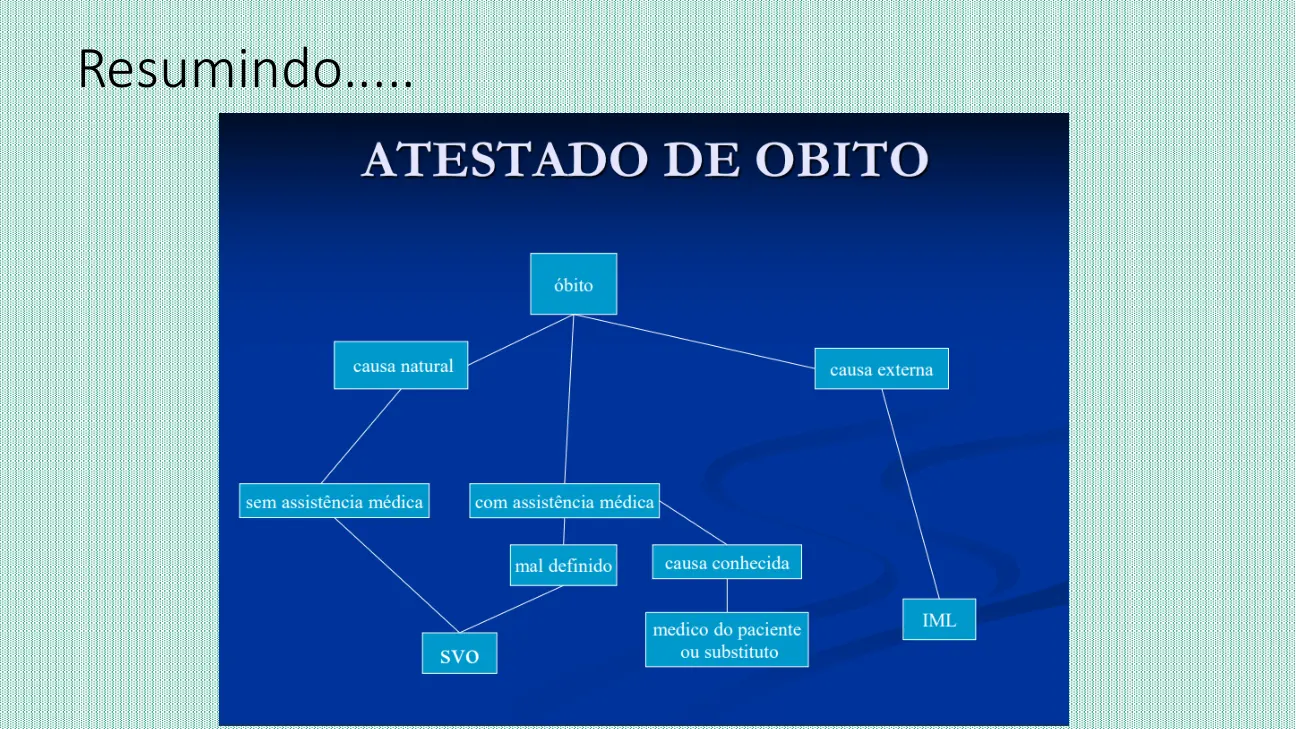 Resumindo.....
ATESTADO DE OBITO
óbito
causa natural
causa externa
sem assistência médica
com assistência médica
mal definido
causa conhecida
medico do paciente
ou substituto
IML
svo